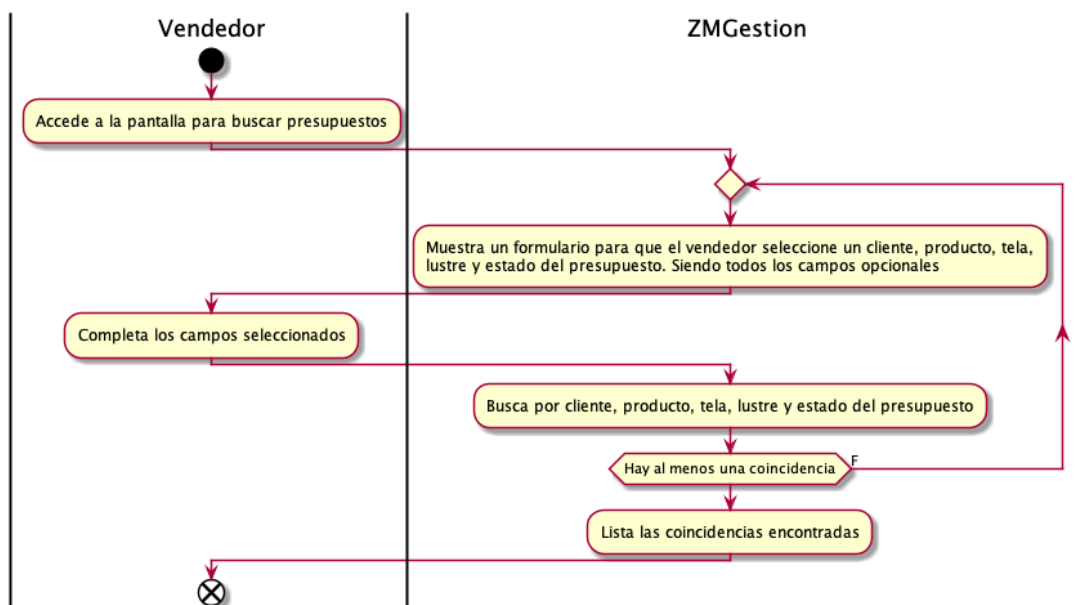 Vendedor
ZMGestion
Accede a la pantalla para buscar presupuestos
Muestra un formulario para que el vendedor seleccione un cliente, producto, tela,
lustre y estado del presupuesto. Siendo todos los campos opcionales
Completa los campos seleccionados
Busca por cliente, producto, tela, lustre y estado del presupuesto
Hay al menos una coincidencia
F
Lista las coincidencias encontradas